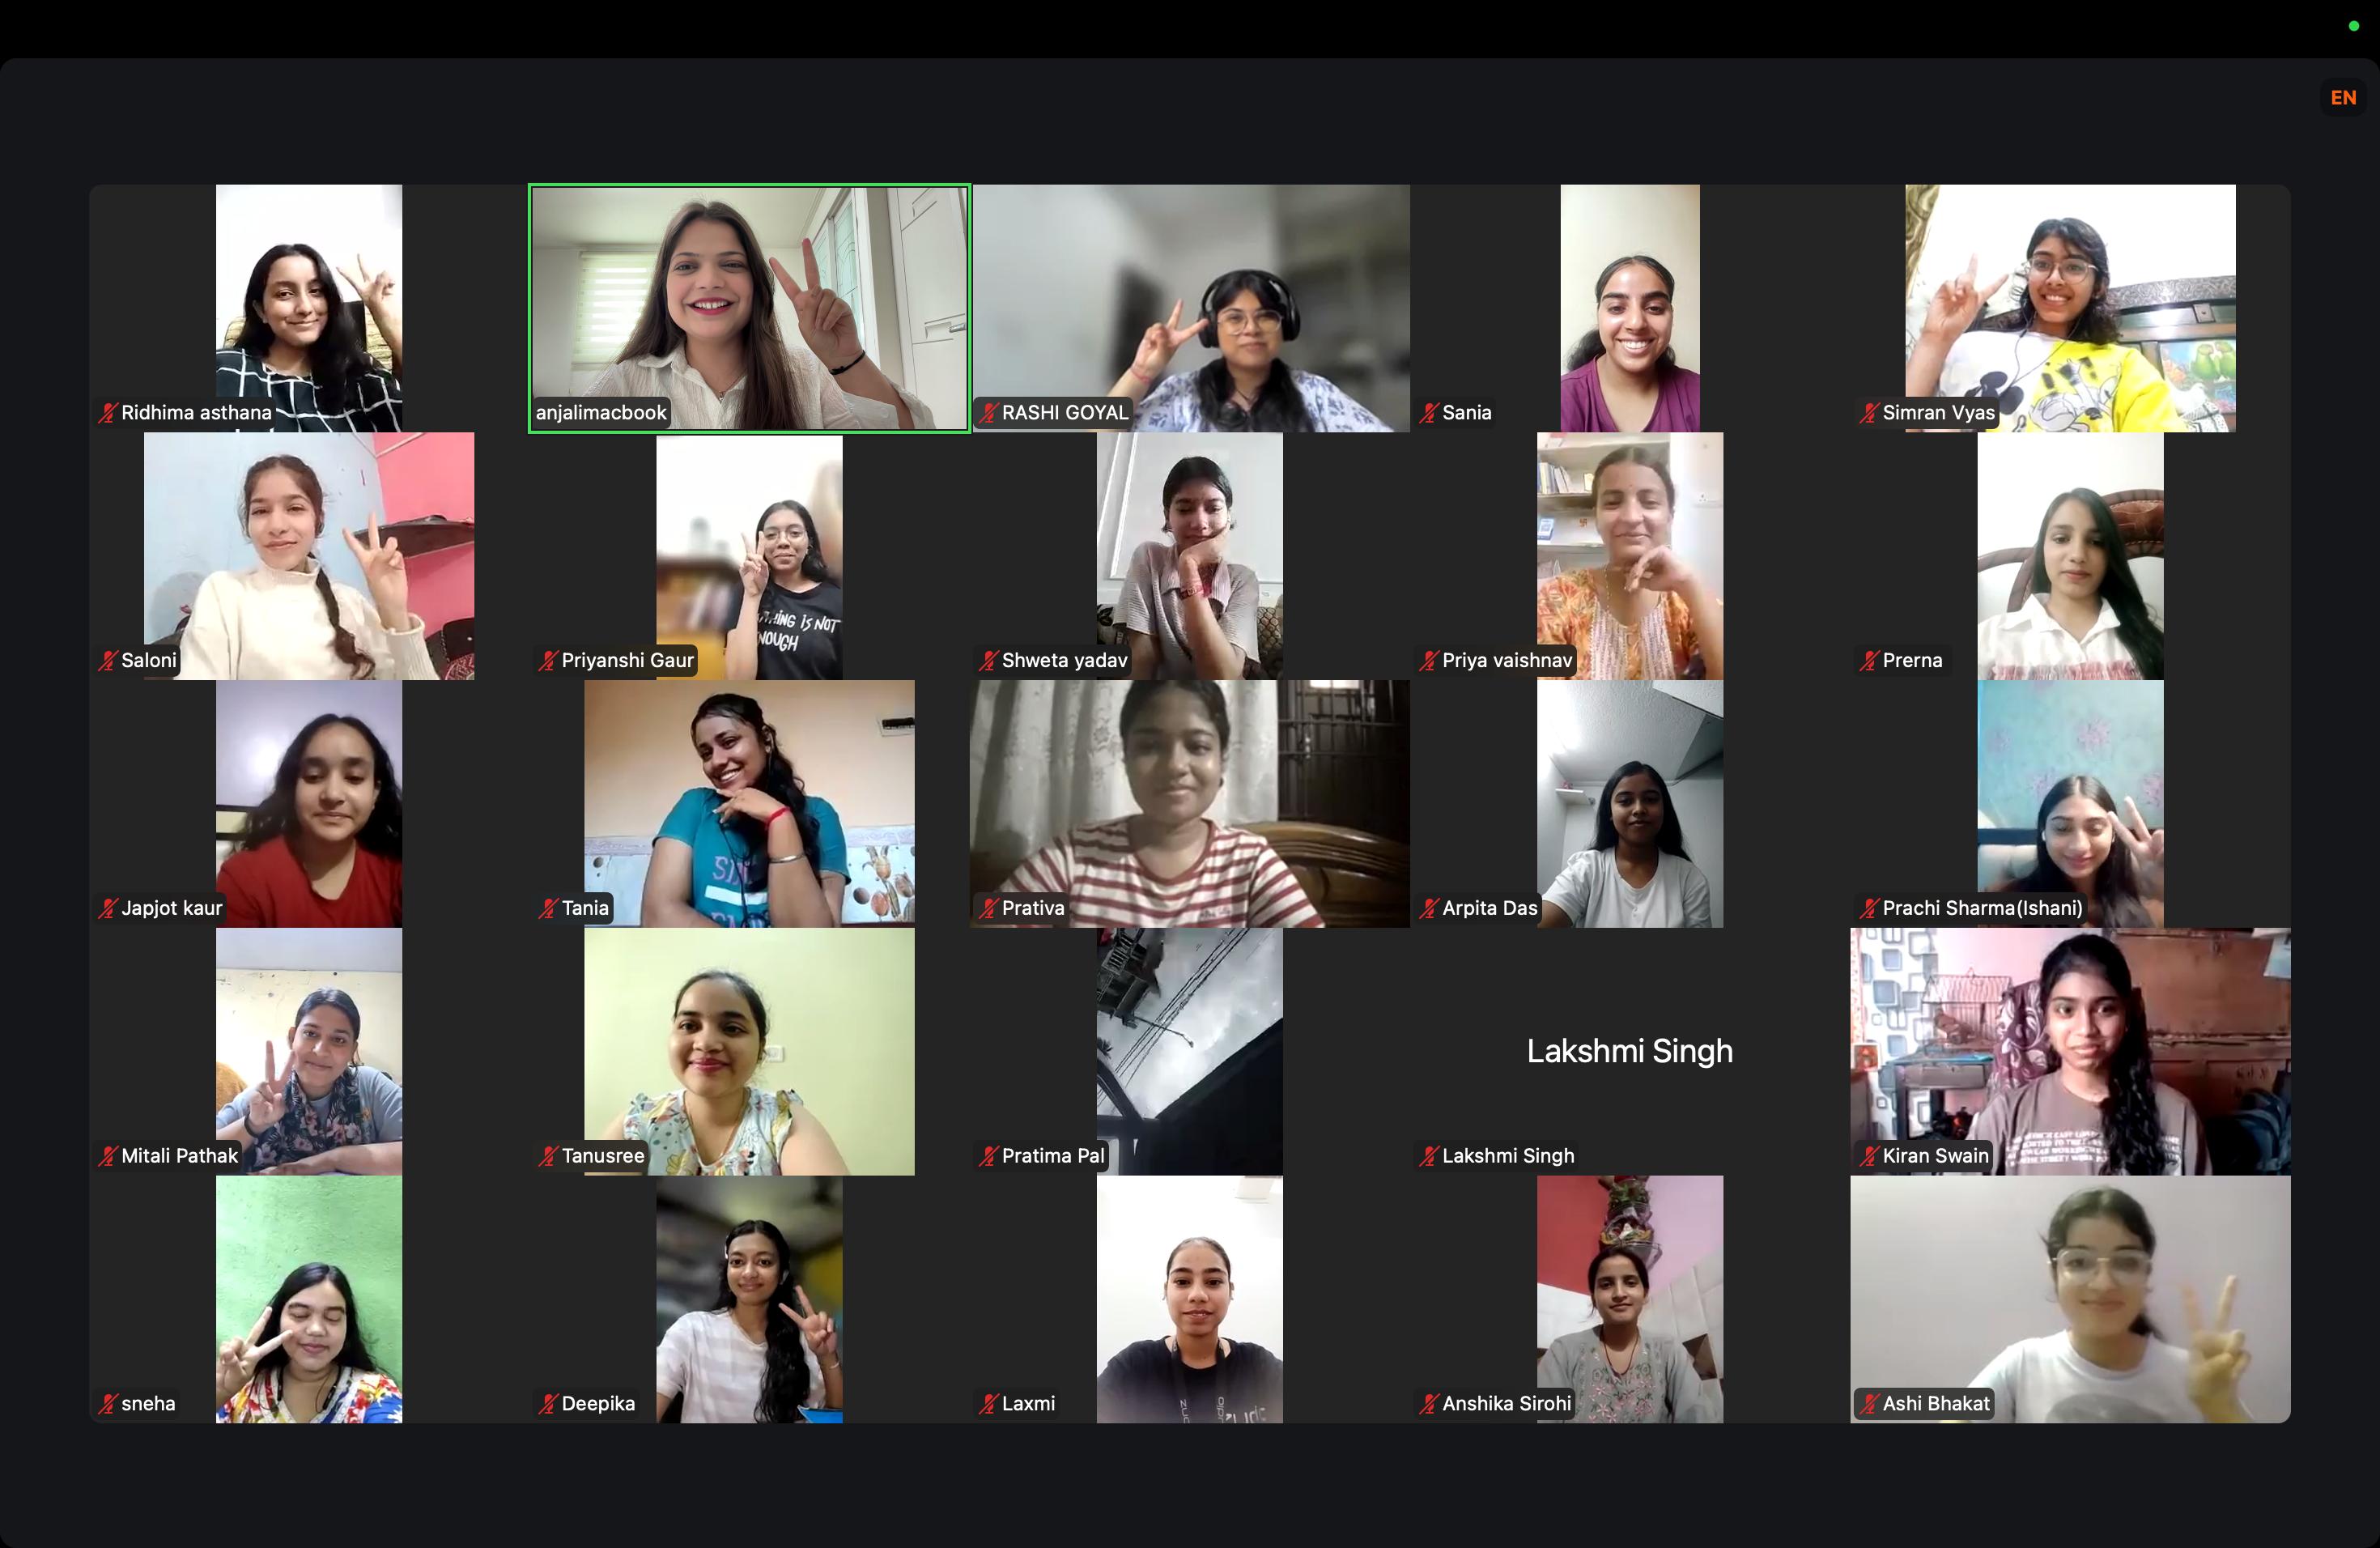 EN
Ridhima asthana
anjalimacbook
RASHI GOYAL
Sania
Simran Vyas
Saloni
Priyanshi Gaur
IS NOT
Shweta yadav
Priya vaishnav
Prerna
Japjot kaur
Tania
Prativa
Arpita Das
Prachi Sharma(Ishani)
Mitali Pathak
Tanusree
Pratima Pal
Lakshmi Singh
Lakshmi Singh
Kiran Swain
sneha
Deepika
Laxmi
Anshika Sirohi
Ashi Bhakat